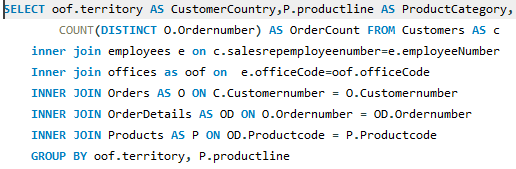 SELECT oof.territory AS CustomerCountry,P.productline AS ProductCategory,
COUNT(DISTINCT O.Ordernumber) AS OrderCount FROM Customers AS c
inner join employees e on c.salesrepemployeenumber=e.employeeNumber
Inner join offices as oof on e.officeCode=oof.officeCode
INNER JOIN Orders AS O ON C.Customernumber = O.Customernumber
INNER JOIN OrderDetails AS OD ON O.Ordernumber = OD.Ordernumber
INNER JOIN Products AS P ON OD.Productcode = P.Productcode
GROUP BY oof.territory, P.productline